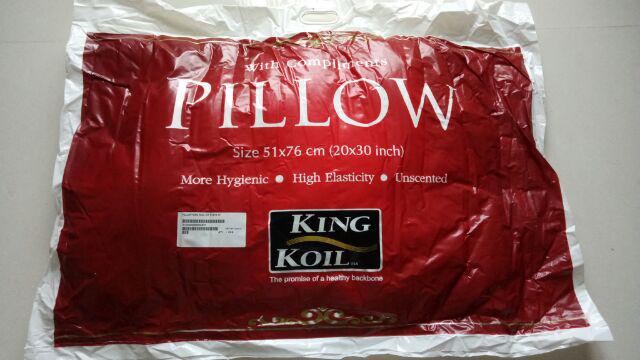 With Compliments
PILLOW
Size 51x76 cm (20x30 inch)
More Hygienic ● High Elasticity ● Unscented
KING
KOIL
The promise of a healthy backbone